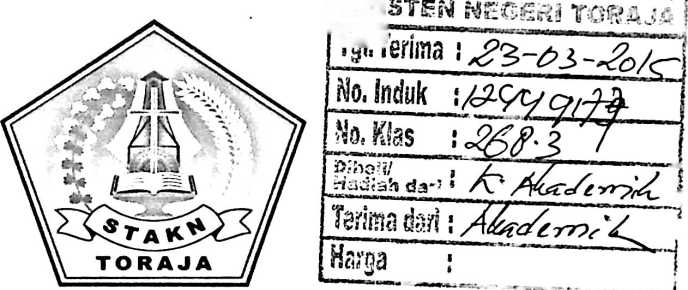 STAKN
TORAJA
STEN NEGERI TORAJA
Tgl. Terima : 23-03-2015
No. Induk :
No. Klas : 268.3
Dibeli/
Hadiah dari : K. Akademik
Terima dari : Akademik
Harga :